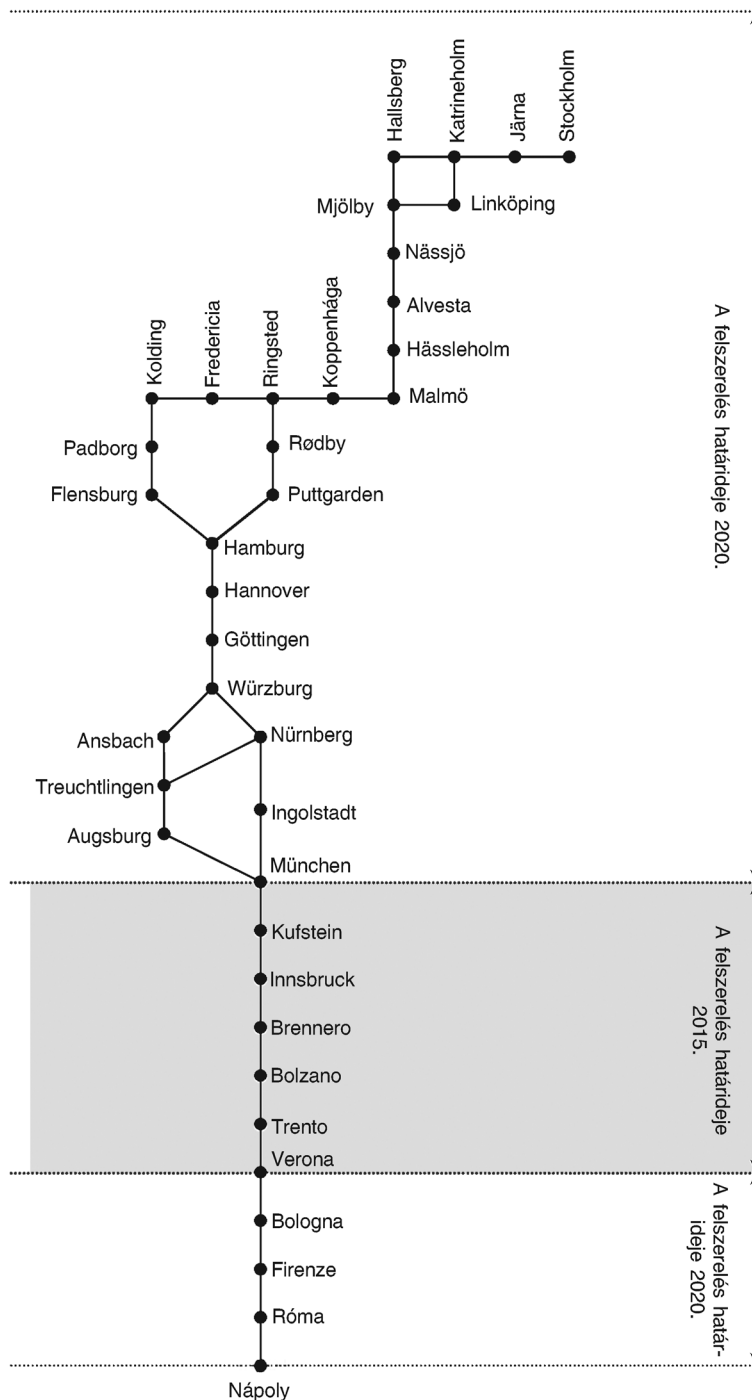 Hallsberg
Katrineholm
Järna
Stockholm
Mjölby
Linköping
Nässjö
Alvesta
Hässleholm
Malmö
Kolding
Fredericia
Ringsted
Koppenhága
Padborg
Rødby
Flensburg
Puttgarden
Hamburg
Hannover
Göttingen
Würzburg
Ansbach
Nürnberg
Treuchtlingen
Ingolstadt
Augsburg
München
A felszerelés határideje 2020.
Kufstein
Innsbruck
Brennero
Bolzano
Trento
Verona
A felszerelés határideje
2015.
Bologna
Firenze
Róma
Nápoly
A felszerelés határ-
ideje 2020.